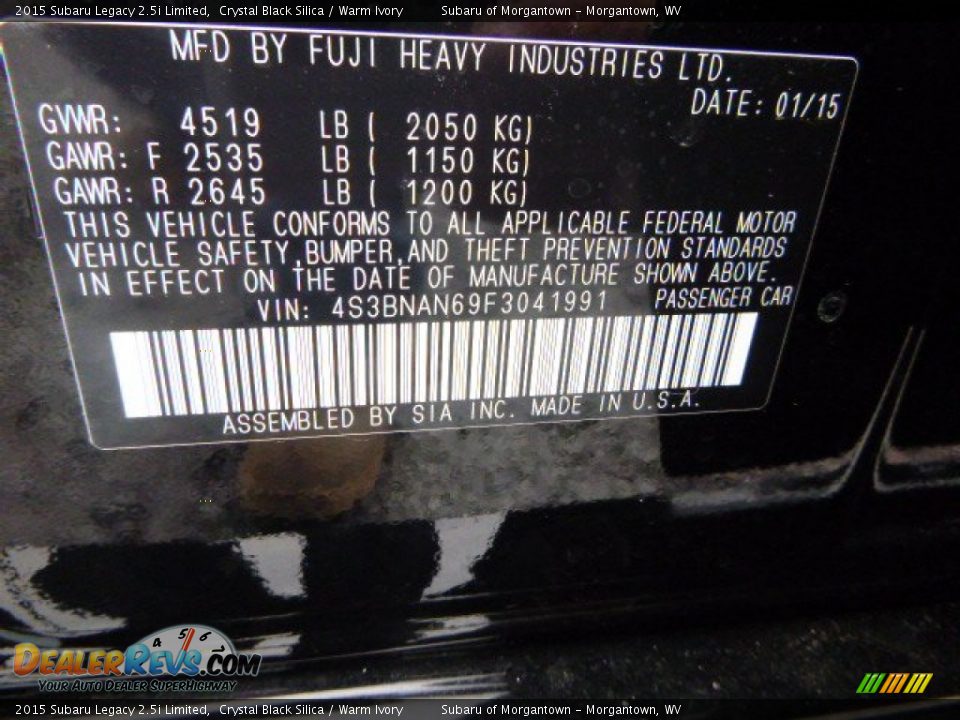 2015 Subaru Legacy 2.5i Limited, Crystal Black Silica / Warm Ivory Subaru of Morgantown - Morgantown, WV
MFD BY FUJI HEAVY INDUSTRIES LTD.
DATE: 01/15
GVWR: 4519 LB ( 2050 KG)
GAWR: F 2535 LB ( 1150 KG)
GAWR: R 2645 LB ( 1200 KG)
THIS VEHICLE CONFORMS TO ALL APPLICABLE FEDERAL MOTOR
VEHICLE SAFETY,BUMPER,AND THEFT PREVENTION STANDARDS
IN EFFECT ON THE DATE OF MANUFACTURE SHOWN ABOVE.
VIN: 4S3BNAN69F3041991 PASSENGER CAR
ASSEMBLED BY SIA INC. MADE IN U.S.A.
4 5 6
DealerRevs.com
Your Auto Dealer SuperHighway
2015 Subaru Legacy 2.5i Limited, Crystal Black Silica / Warm Ivory Subaru of Morgantown - Morgantown, WV